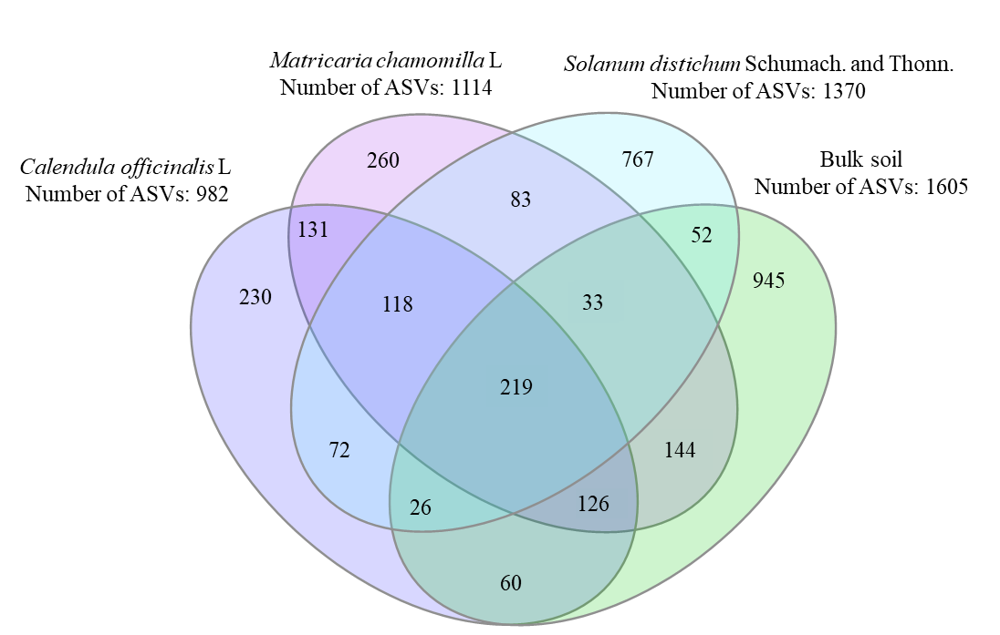 Matricaria chamomilla L
Number of ASVs: 1114
Solanum distichum Schumach. and Thonn.
Number of ASVs: 1370
Calendula officinalis L
Number of ASVs: 982
Bulk soil
Number of ASVs: 1605
260
767
83
131
52
945
230
118
33
219
72
144
26
126
60